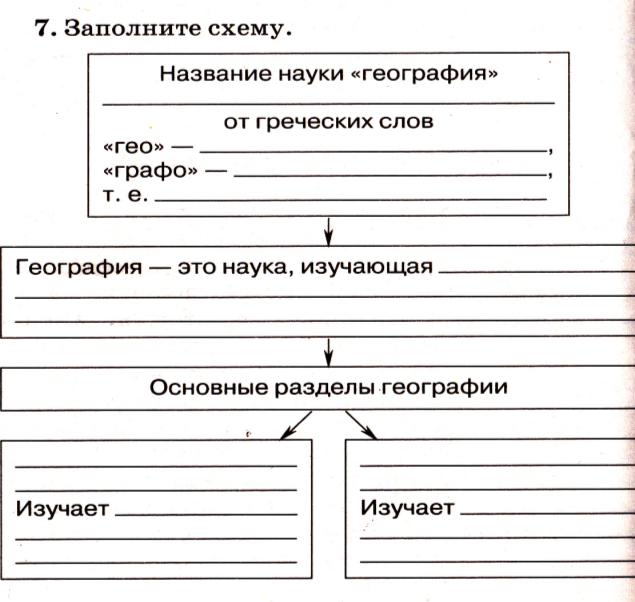 7. Заполните схему.
Название науки «география»
от греческих слов
«гео» — ,
«графо» — ,
т. е.
География — это наука, изучающая
Основные разделы географии
Изучает
Изучает